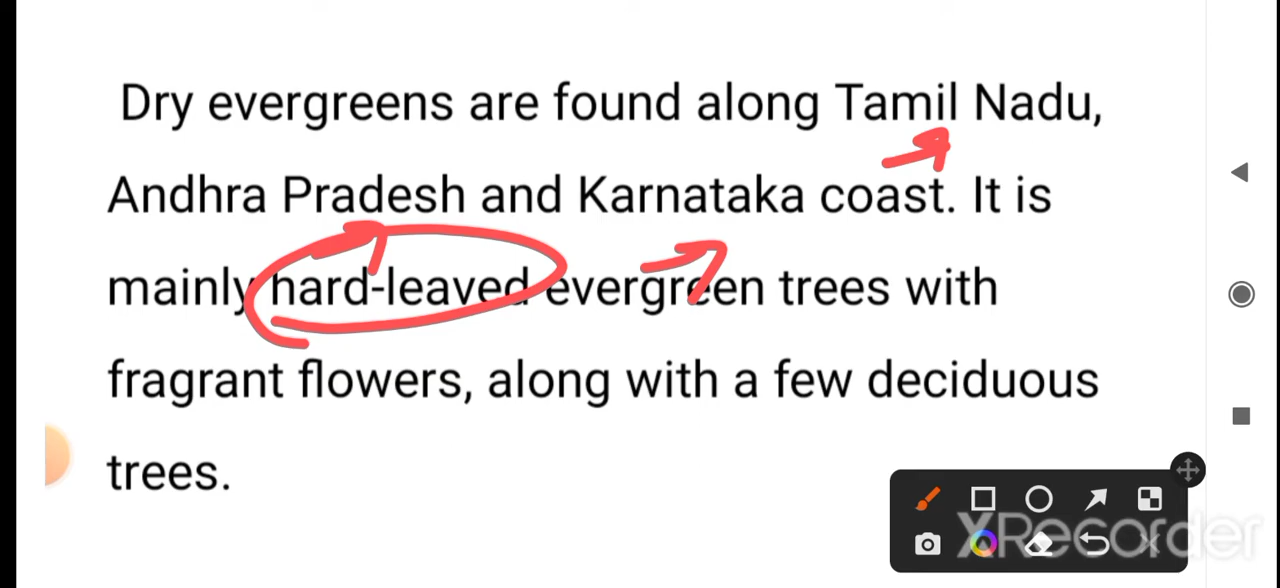 Dry evergreens are found along Tamil Nadu,
Andhra Pradesh and Karnataka coast. It is
mainly hard-leaved evergreen trees with
fragrant flowers, along with a few deciduous
trees.
XRecorder